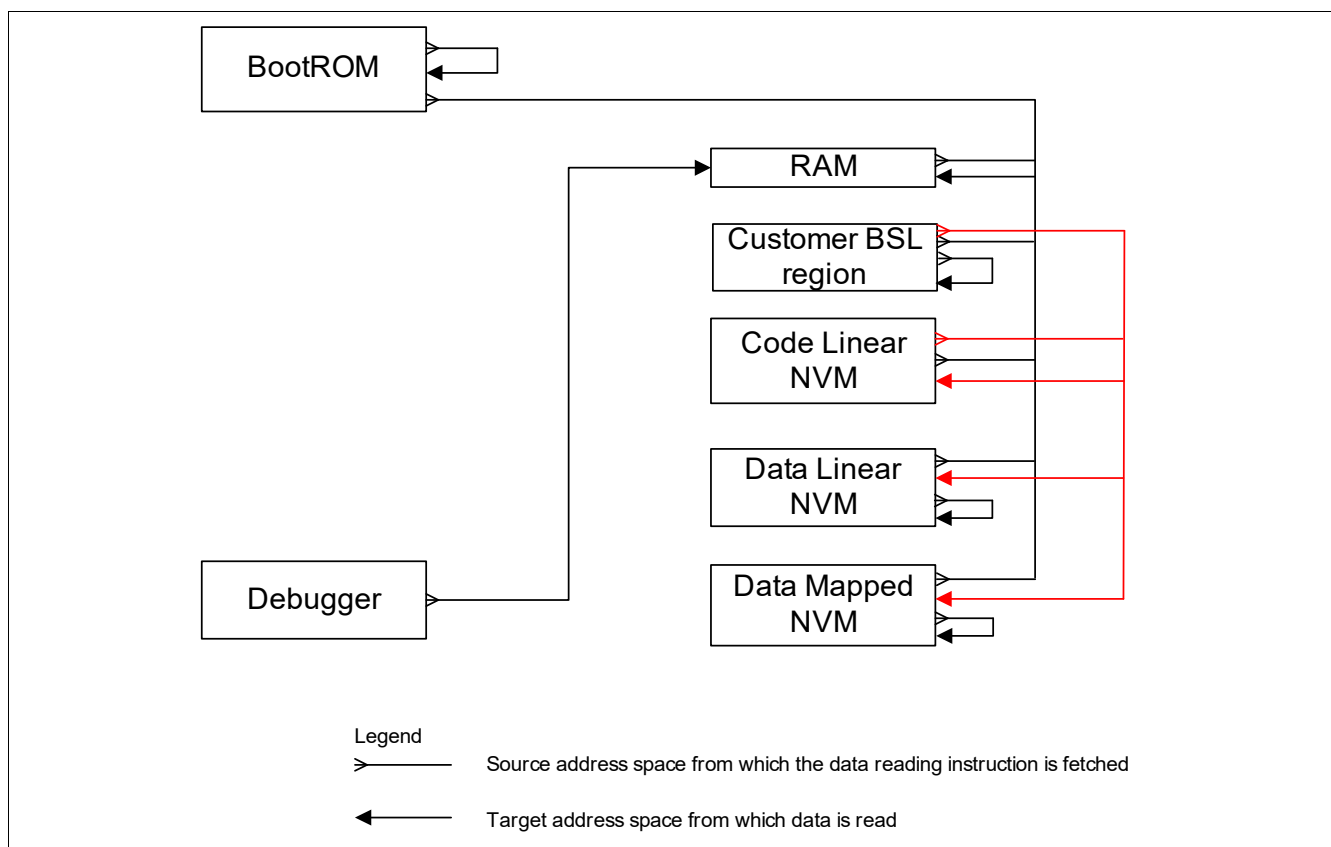 BootROM
RAM
Customer BSL
region
Code Linear
NVM
Data Linear
NVM
Debugger
Data Mapped
NVM
Legend
Source address space from which the data reading instruction is fetched
Target address space from which data is read